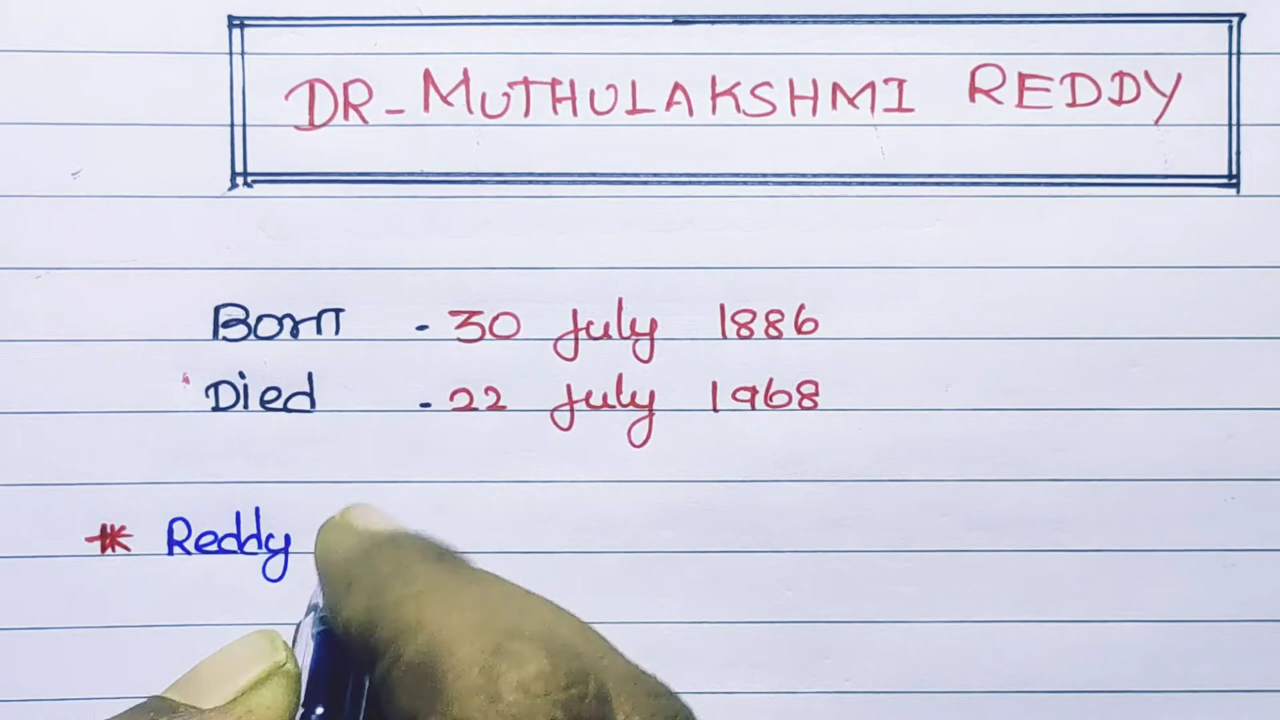 DR-MUTHULAKSHMI REDDY
Born - 30 July 1886
Died - 22 July 1968
* Reddy